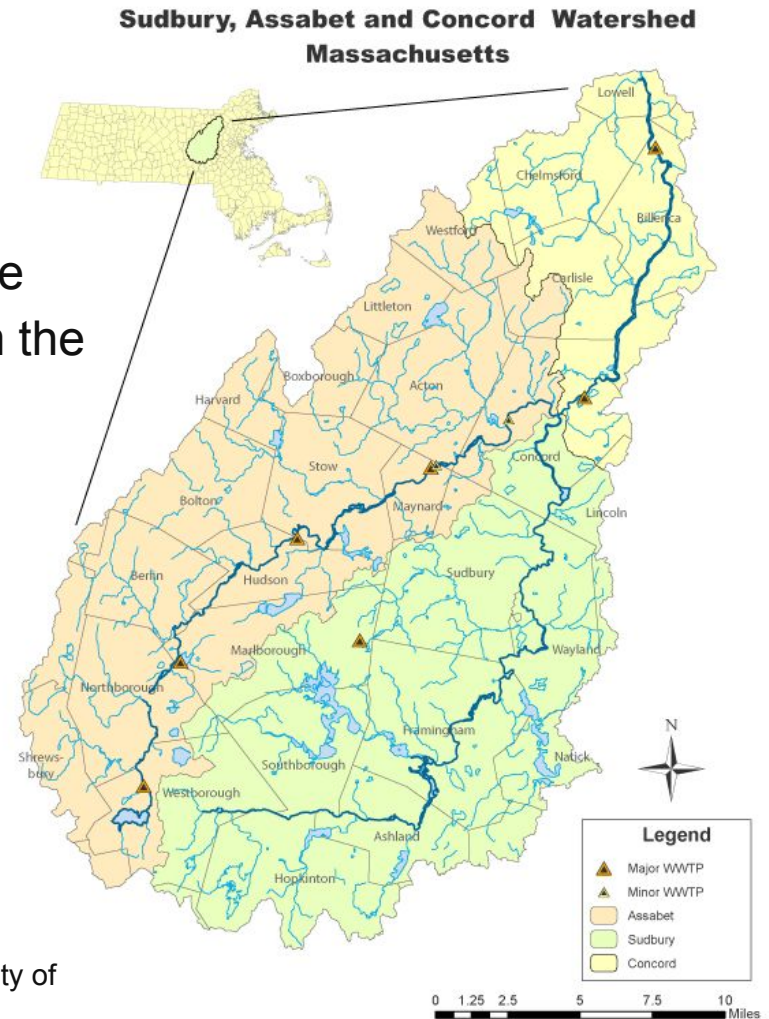 Sudbury, Assabet and Concord Watershed
Massachusetts
Lowell
Chelmsford
Billerica
Westford
Carlisle
e
n the
Littleton
Boxborough
Acton
Harvard
Stow
Concord
Bolton
Maynard
Lincoln
Berlin
Hudson
Sudbury
Marlborough
Wayland
Northborough
Framingham
N
Shrews-
bury
Southborough
Natick
Westborough
Ashland
Hopkinton
Legend
Major WWTP
Minor WWTP
Assabet
Sudbury
Concord
ty of
0 1.25 2.5 5 7.5 10
Miles